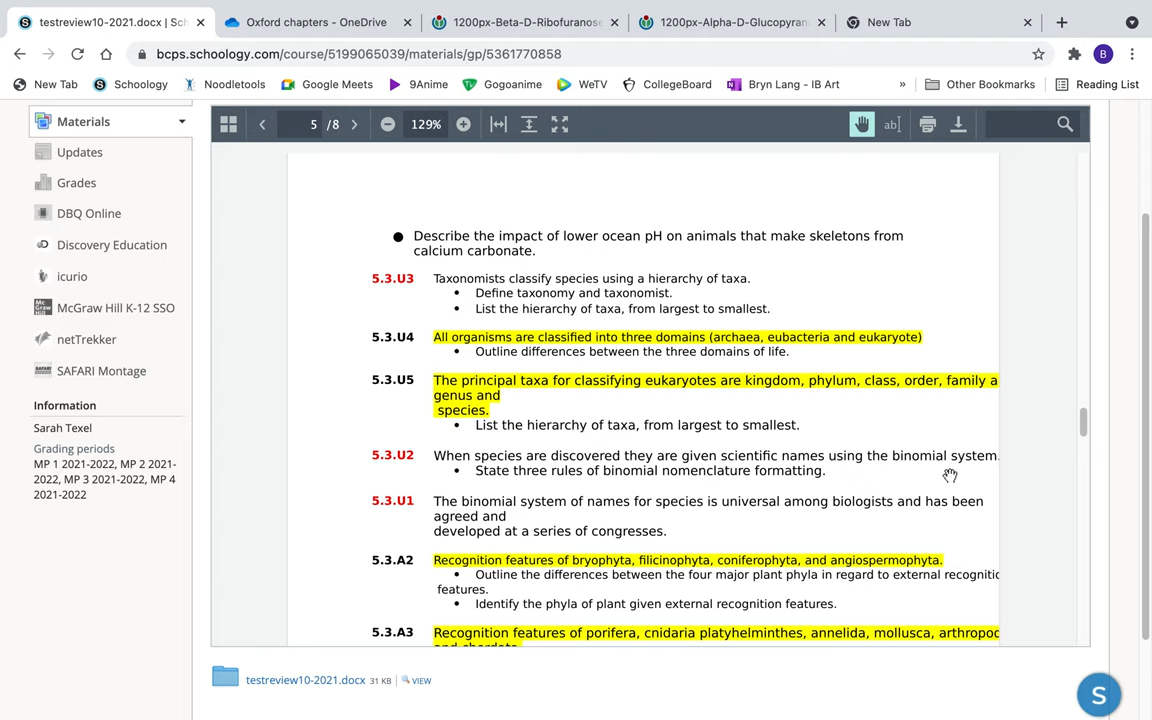 testreview10-2021.docx | Sch
Oxford chapters - OneDrive
1200px-Beta-D-Ribofuranose
1200px-Alpha-D-Glucopyran
New Tab
bcps.schoology.com/course/5199065039/materials/gp/5361770858
B
New Tab
Schoology
Noodletools
Google Meets
9Anime
Gogoanime
WeTV
CollegeBoard
Bryn Lang - IB Art
»
Other Bookmarks
Reading List
Materials
Updates
Grades
DBQ Online
Discovery Education
icurio
McGraw Hill K-12 SSO
netTrekker
SAFARI Montage
Information
Sarah Texel
Grading periods
MP 1 2021-2022, MP 2 2021-
2022, MP 3 2021-2022, MP 4
2021-2022
5 /8
129%
ab
● Describe the impact of lower ocean pH on animals that make skeletons from
calcium carbonate.
5.3.U3 Taxonomists classify species using a hierarchy of taxa.
• Define taxonomy and taxonomist.
• List the hierarchy of taxa, from largest to smallest.
5.3.U4 All organisms are classified into three domains (archaea, eubacteria and eukaryote)
• Outline differences between the three domains of life.
5.3.U5 The principal taxa for classifying eukaryotes are kingdom, phylum, class, order, family a
genus and
species.
• List the hierarchy of taxa, from largest to smallest.
5.3.U2 When species are discovered they are given scientific names using the binomial system.
• State three rules of binomial nomenclature formatting.
5.3.U1 The binomial system of names for species is universal among biologists and has been
agreed and
developed at a series of congresses.
5.3.A2 Recognition features of bryophyta, filicinophyta, coniferophyta, and angiospermophyta.
• Outline the differences between the four major plant phyla in regard to external recognitic
features.
• Identify the phyla of plant given external recognition features.
5.3.A3 Recognition features of porifera, cnidaria platyhelminthes, annelida, mollusca, arthropod
and chordata.
testreview10-2021.docx 31 KB VIEW
S